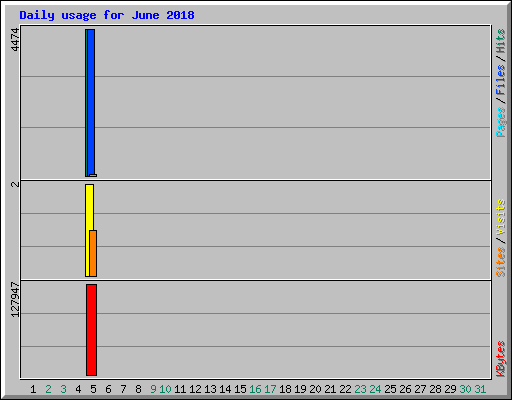 Daily usage for June 2018
4474
2
127947
Pages / Files / Hits
Sites / Visits
KBytes
1 2 3 4 5 6 7 8 9 10 11 12 13 14 15 16 17 18 19 20 21 22 23 24 25 26 27 28 29 30 31